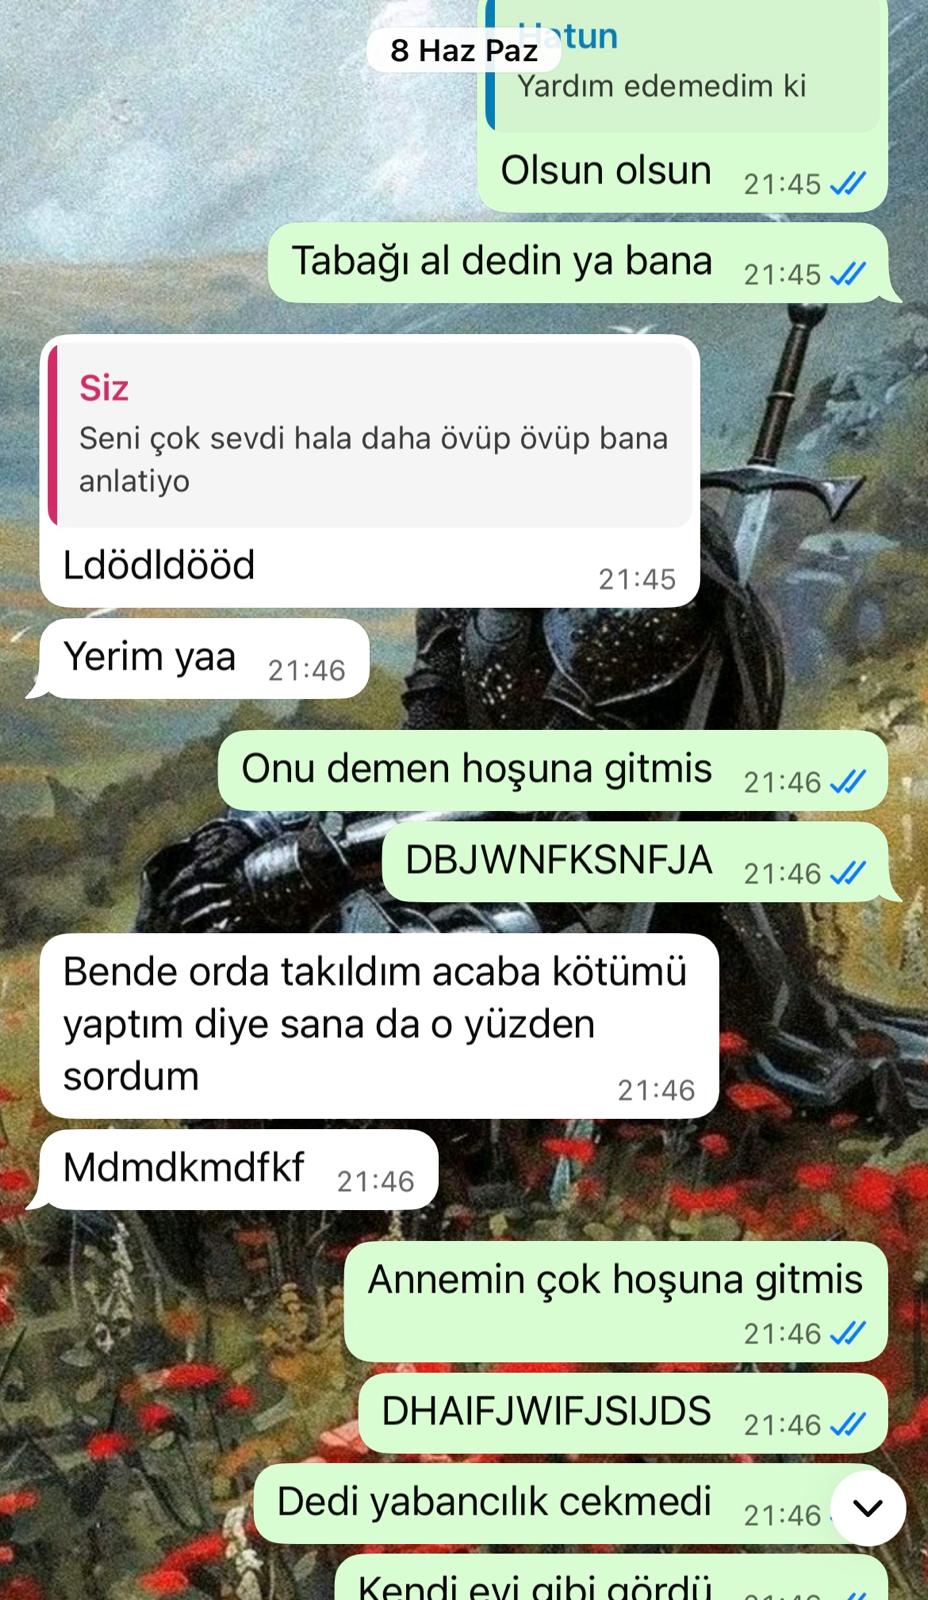 Hatun
8 Haz Paz
Yardım edemedim ki
Olsun olsun 21:45
Tabağı al dedin ya bana 21:45
Siz
Seni çok sevdi hala daha övüp övüp bana
anlatiyo
Ldödldööd 21:45
Yerim yaa 21:46
Onu demen hoşuna gitmis 21:46
DBJWNFKSNFJA 21:46
Bende orda takıldım acaba kötümü
yaptım diye sana da o yüzden
sordum 21:46
Mdmdkmdfkf 21:46
Annemin çok hoşuna gitmis
21:46
DHAIFJWIFJSIJDS 21:46
Dedi yabancılık cekmedi 21:46
Kendi evi gibi gördü 21:46